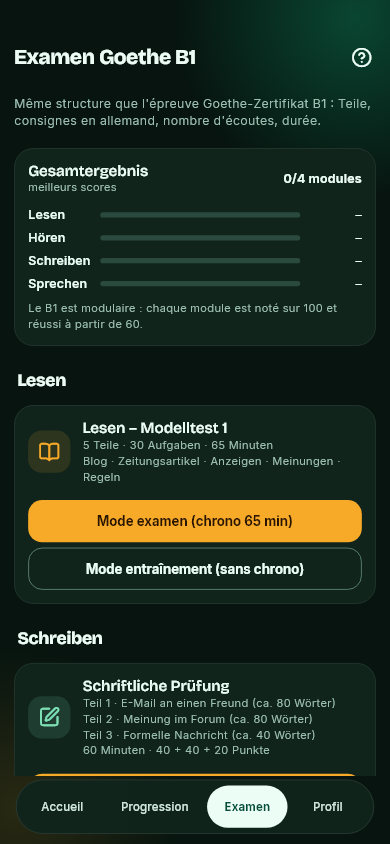 Examen Goethe B1
Même structure que l'épreuve Goethe-Zertifikat B1 : Teile,
consignes en allemand, nombre d'écoutes, durée.
Gesamtergebnis
meilleurs scores
0/4 modules
Lesen –
Hören –
Schreiben –
Sprechen –
Le B1 est modulaire : chaque module est noté sur 100 et
réussi à partir de 60.
Lesen
Lesen – Modelltest 1
5 Teile · 30 Aufgaben · 65 Minuten
Blog · Zeitungsartikel · Anzeigen · Meinungen ·
Regeln
Mode examen (chrono 65 min)
Mode entraînement (sans chrono)
Schreiben
Schriftliche Prüfung
Teil 1 · E-Mail an einen Freund (ca. 80 Wörter)
Teil 2 · Meinung im Forum (ca. 80 Wörter)
Teil 3 · Formelle Nachricht (ca. 40 Wörter)
60 Minuten · 40 + 40 + 20 Punkte
Accueil Progression Examen Profil